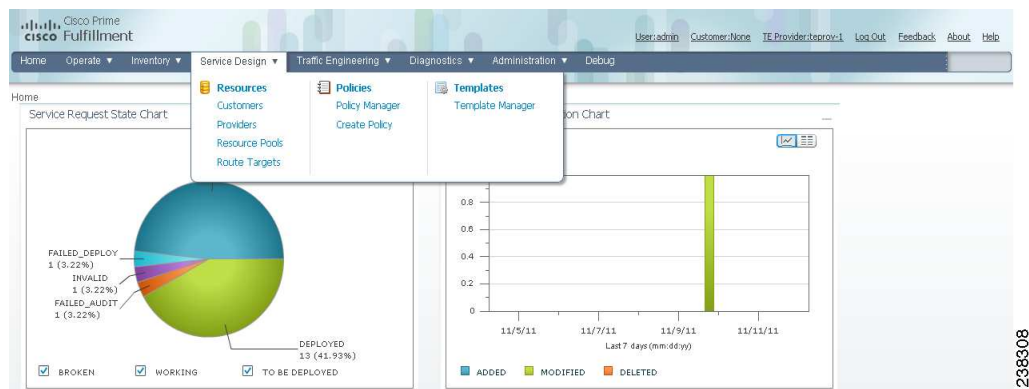 Cisco Prime
CISCO Fulfillment
User:admin Customer:None TE Provider:teprov-1 Log Out Feedback About Help
Home Operate ▼ Inventory ▼ Service Design ▼ Traffic Engineering ▼ Diagnostics ▼ Administration ▼ Debug
Resources
Customers
Providers
Resource Pools
Route Targets
Policies
Policy Manager
Create Policy
Templates
Template Manager
Home
Service Request State Chart
ion Chart
FAILED_DEPLOY
1 (3.22%)
INVALID
1 (3.22%)
FAILED_AUDIT
1 (3.22%)
DEPLOYED
13 (41.93%)
BROKEN WORKING TO BE DEPLOYED
0.8
0.6
0.4
0.2
0
11/5/11 11/7/11 11/9/11 11/11/11
Last 7 days (mm:dd:yy)
ADDED MODIFIED DELETED
238308